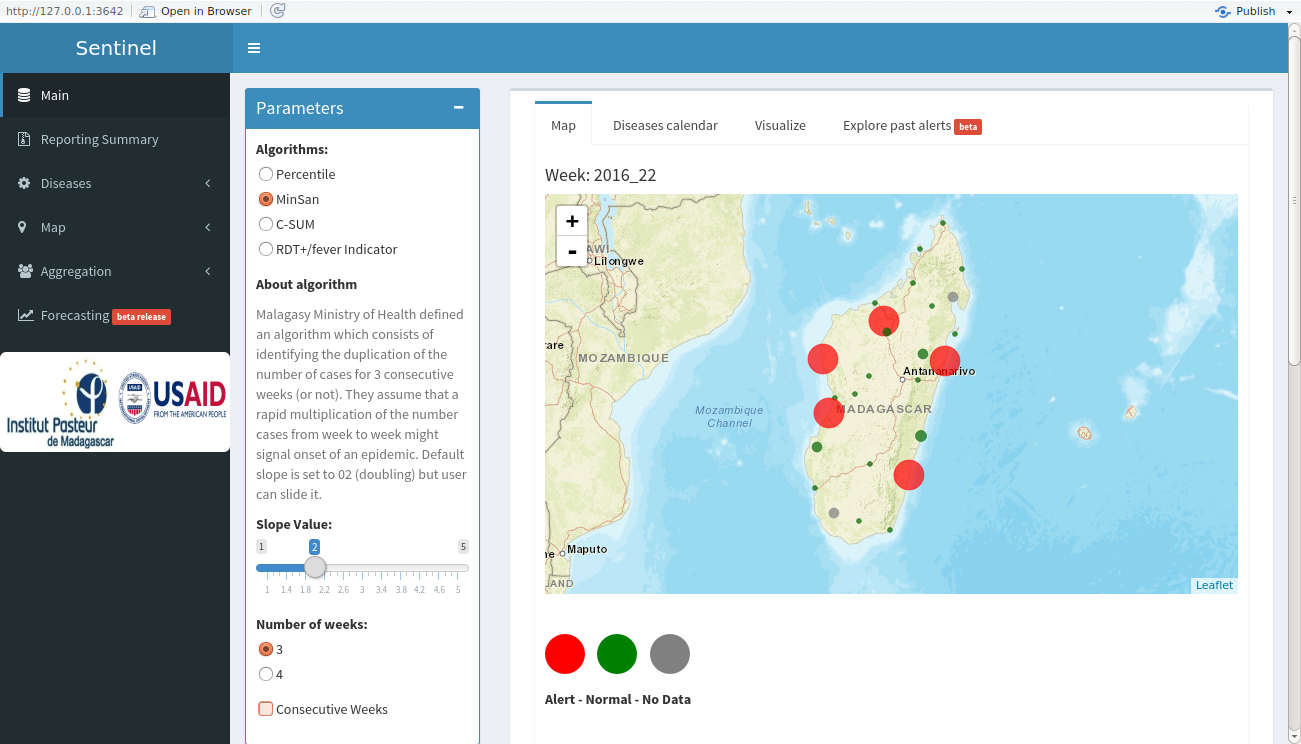 http://127.0.0.1:3642
Open in Browser
Publish
Sentinel
Main
Reporting Summary
Diseases
Map
Aggregation
Forecasting beta release
Institut Pasteur
de Madagascar
USAID
FROM THE AMERICAN PEOPLE
Parameters
Algorithms:
Percentile
MinSan
C-SUM
RDT+/fever Indicator
About algorithm
Malagasy Ministry of Health defined
an algorithm which consists of
identifying the duplication of the
number of cases for 3 consecutive
weeks (or not). They assume that a
rapid multiplication of the number
cases from week to week might
signal onset of an epidemic. Default
slope is set to 02 (doubling) but user
can slide it.
Slope Value:
1 2 5
1 1.4 1.8 2.2 2.6 3 3.4 3.8 4.2 4.6 5
Number of weeks:
3
4
Consecutive Weeks
Map Diseases calendar Visualize Explore past alerts beta
Week: 2016_22
+
-
AWI
Lilongwe
rare
MOZAMBIQUE
Antananarivo
Mozambique
Channel
MADAGASCAR
ne
Maputo
LAND
Leaflet
Alert - Normal - No Data